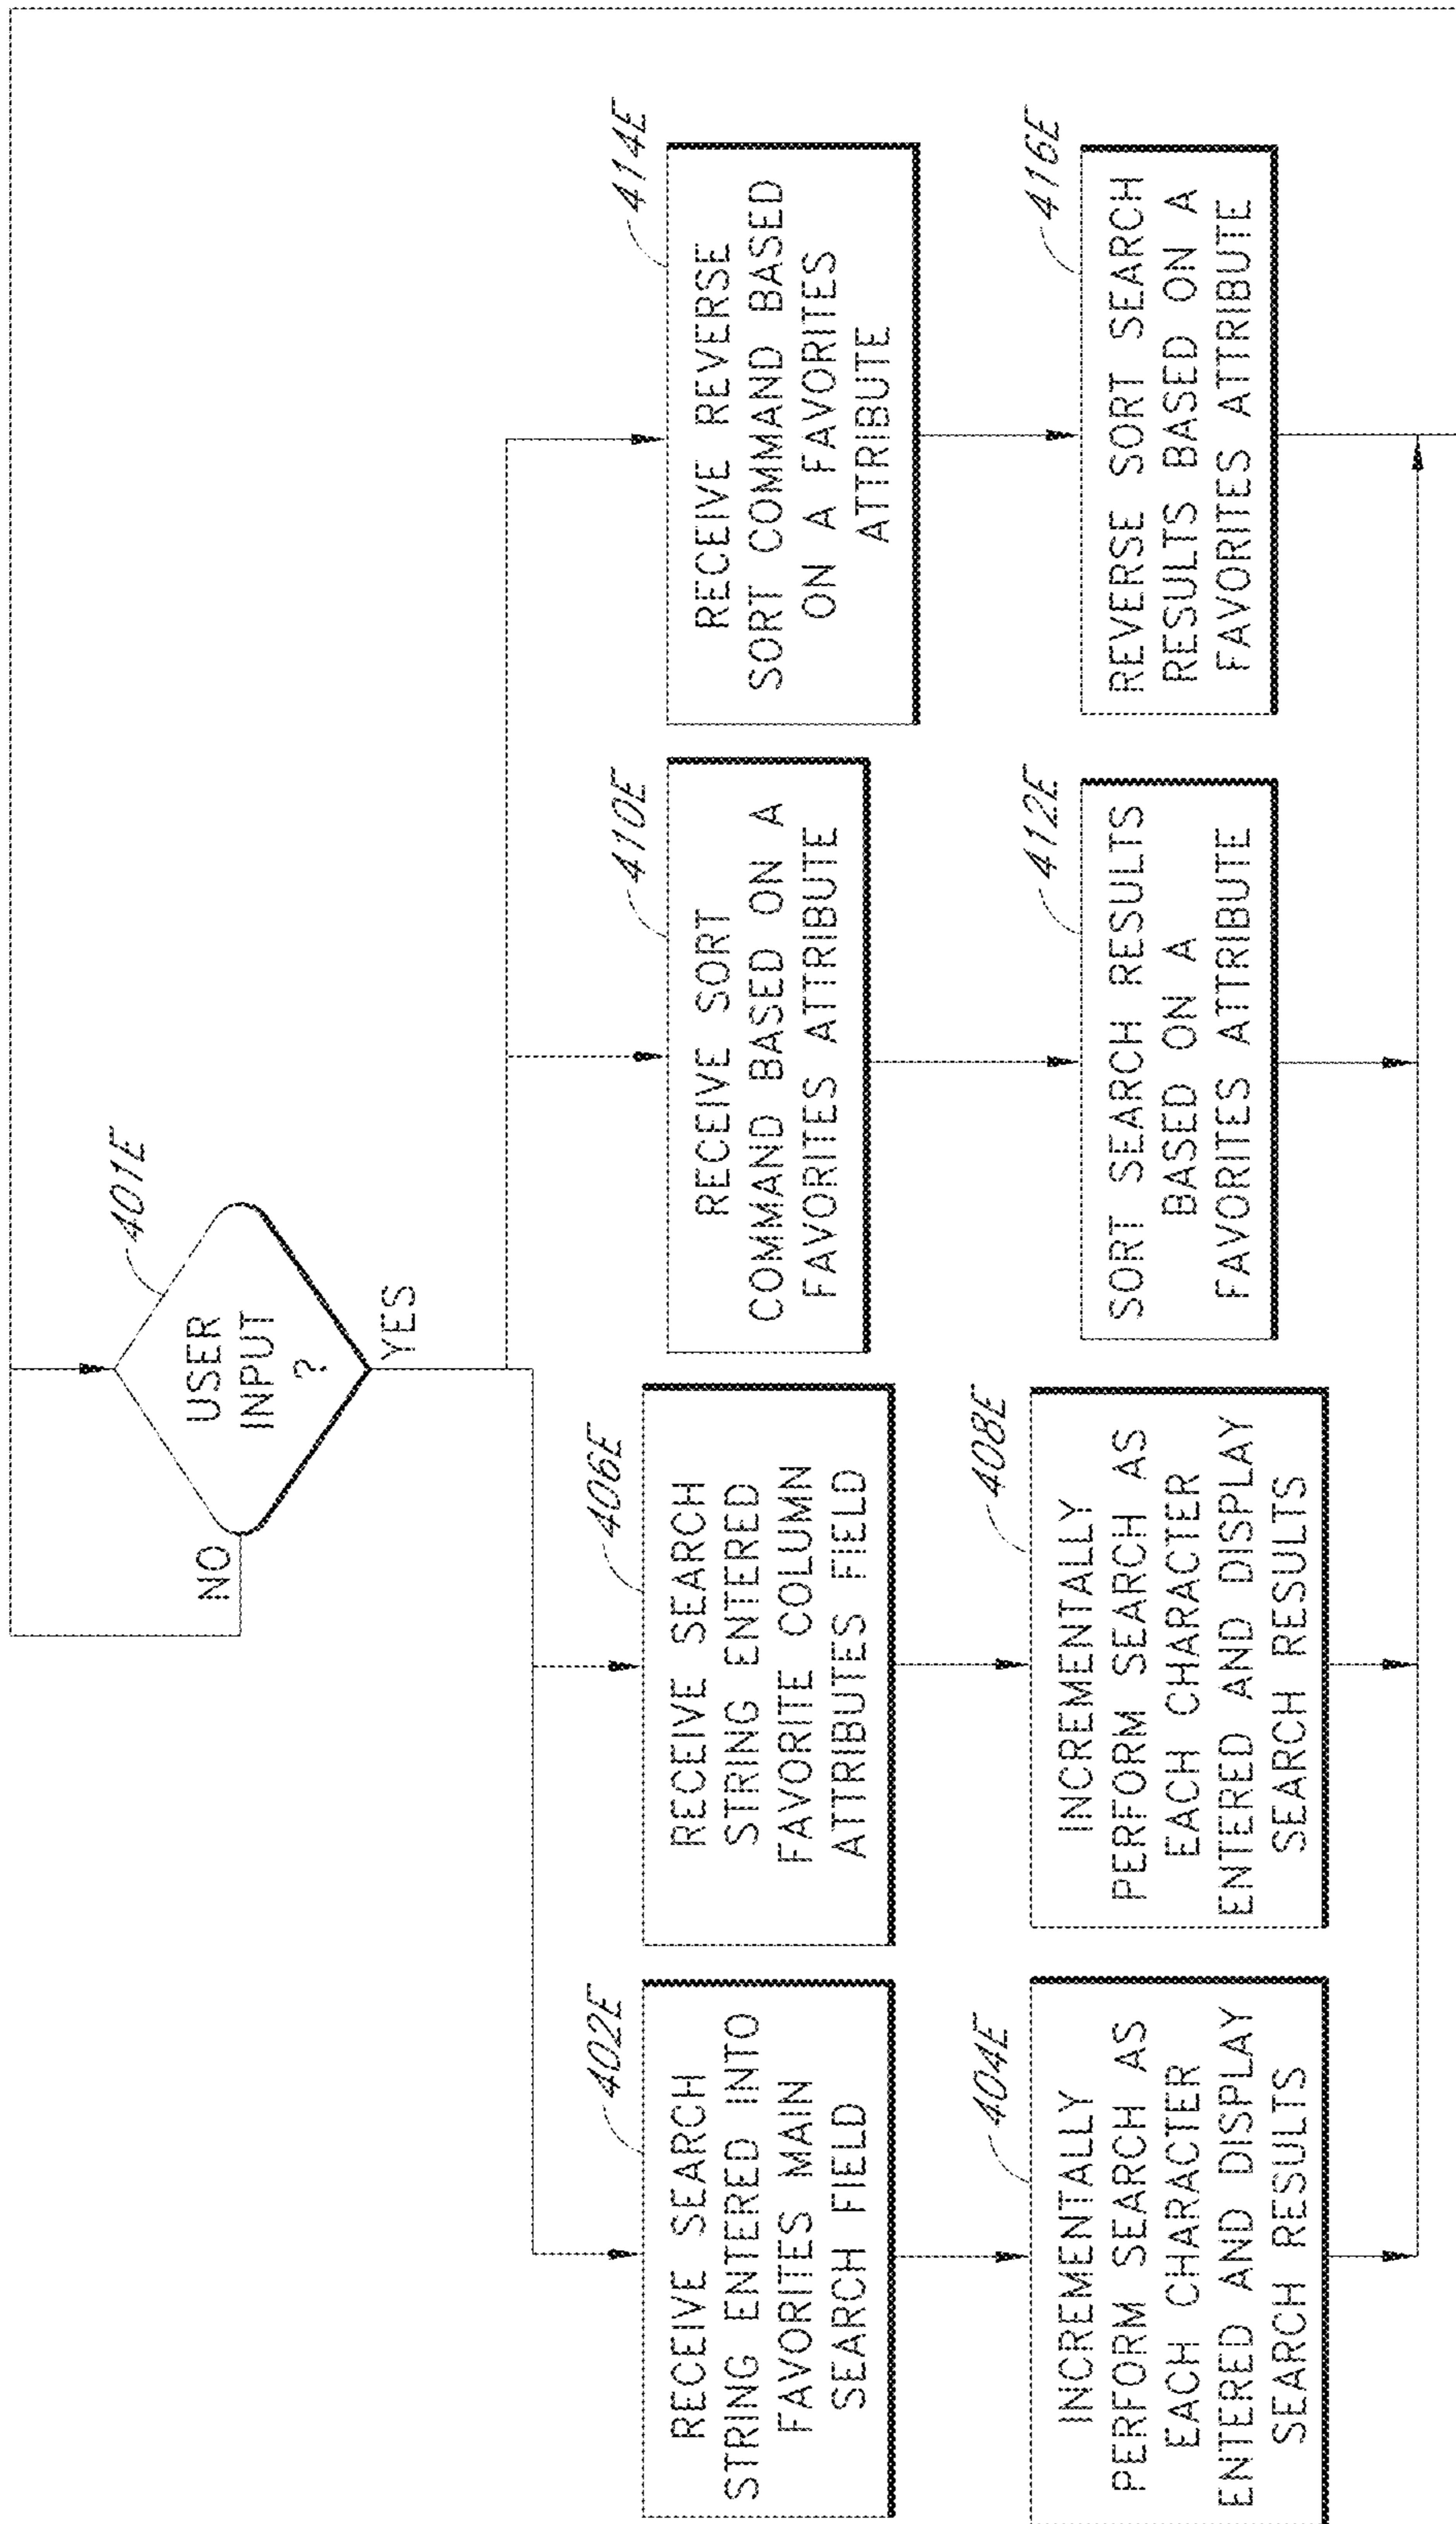 401E
USER
INPUT
?
NO
YES
402E
RECEIVE SEARCH
STRING ENTERED INTO
FAVORITES MAIN
SEARCH FIELD
406E
RECEIVE SEARCH
STRING ENTERED
FAVORITE COLUMN
ATTRIBUTES FIELD
410E
RECEIVE SORT
COMMAND BASED ON A
FAVORITES ATTRIBUTE
414E
RECEIVE REVERSE
SORT COMMAND BASED
ON A FAVORITES
ATTRIBUTE
404E
INCREMENTALLY
PERFORM SEARCH AS
EACH CHARACTER
ENTERED AND DISPLAY
SEARCH RESULTS
408E
INCREMENTALLY
PERFORM SEARCH AS
EACH CHARACTER
ENTERED AND DISPLAY
SEARCH RESULTS
412E
SORT SEARCH RESULTS
BASED ON A
FAVORITES ATTRIBUTE
416E
REVERSE SORT SEARCH
RESULTS BASED ON A
FAVORITES ATTRIBUTE